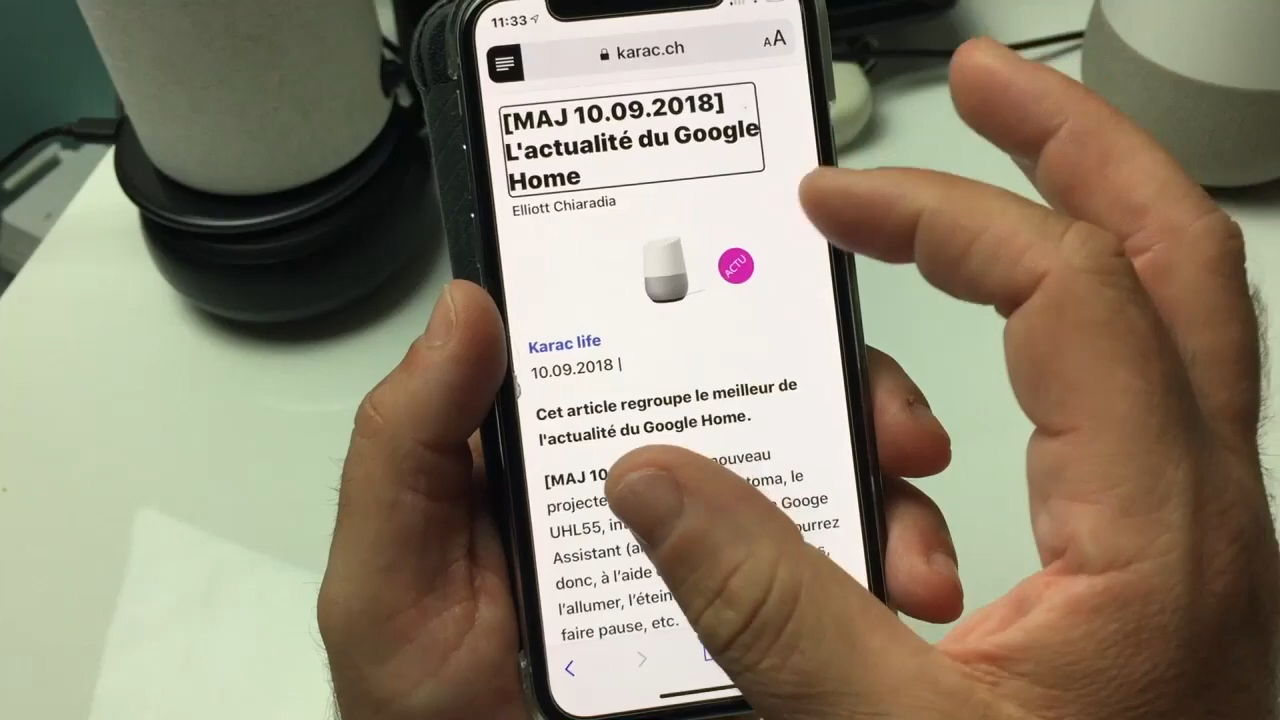 11:33
karac.ch
AA
[MAJ 10.09.2018]
L'actualité du Google
Home
Elliott Chiaradia
ACTU
Karac life
10.09.2018 |
Cet article regroupe le meilleur de
l'actualité du Google Home.
[MAJ 10 nouveau
projecte toma, le
UHL55, in Googe
Assistant (a ourrez
donc, à l'aide s,
l'allumer, l'étein
faire pause, etc.